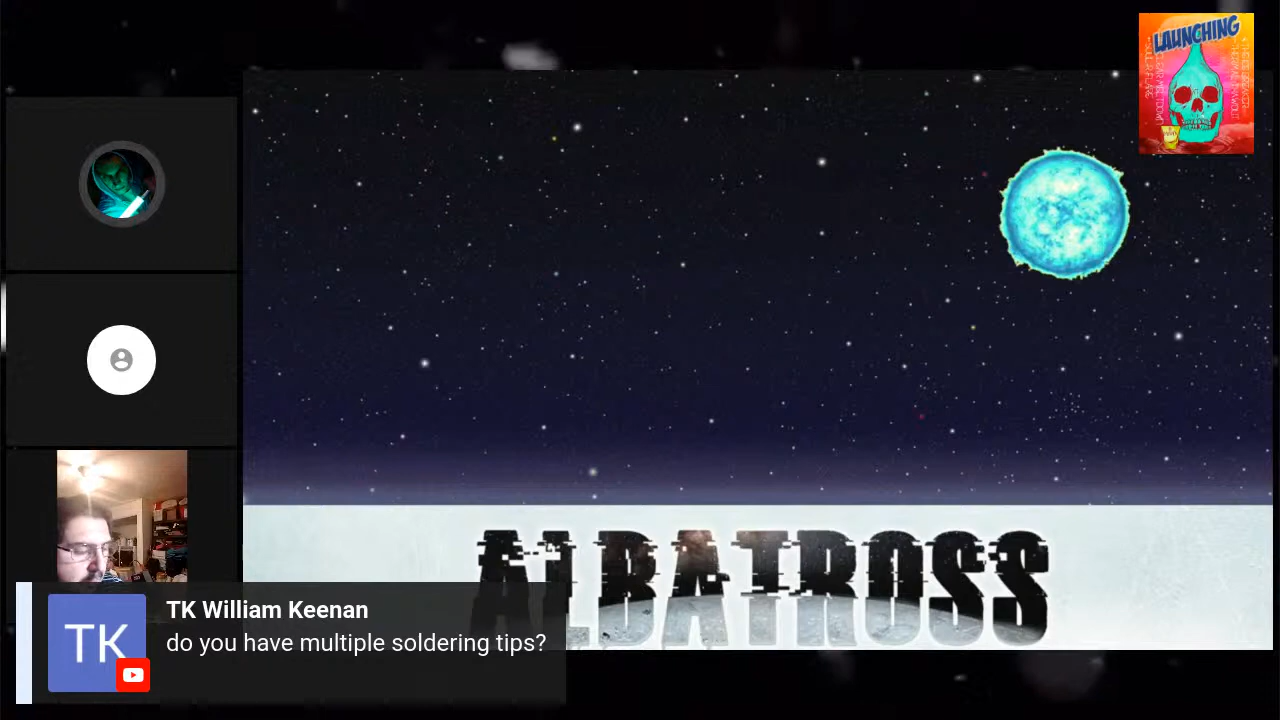 LAUNCHING
ALBATROSS
TK
TK William Keenan
do you have multiple soldering tips?